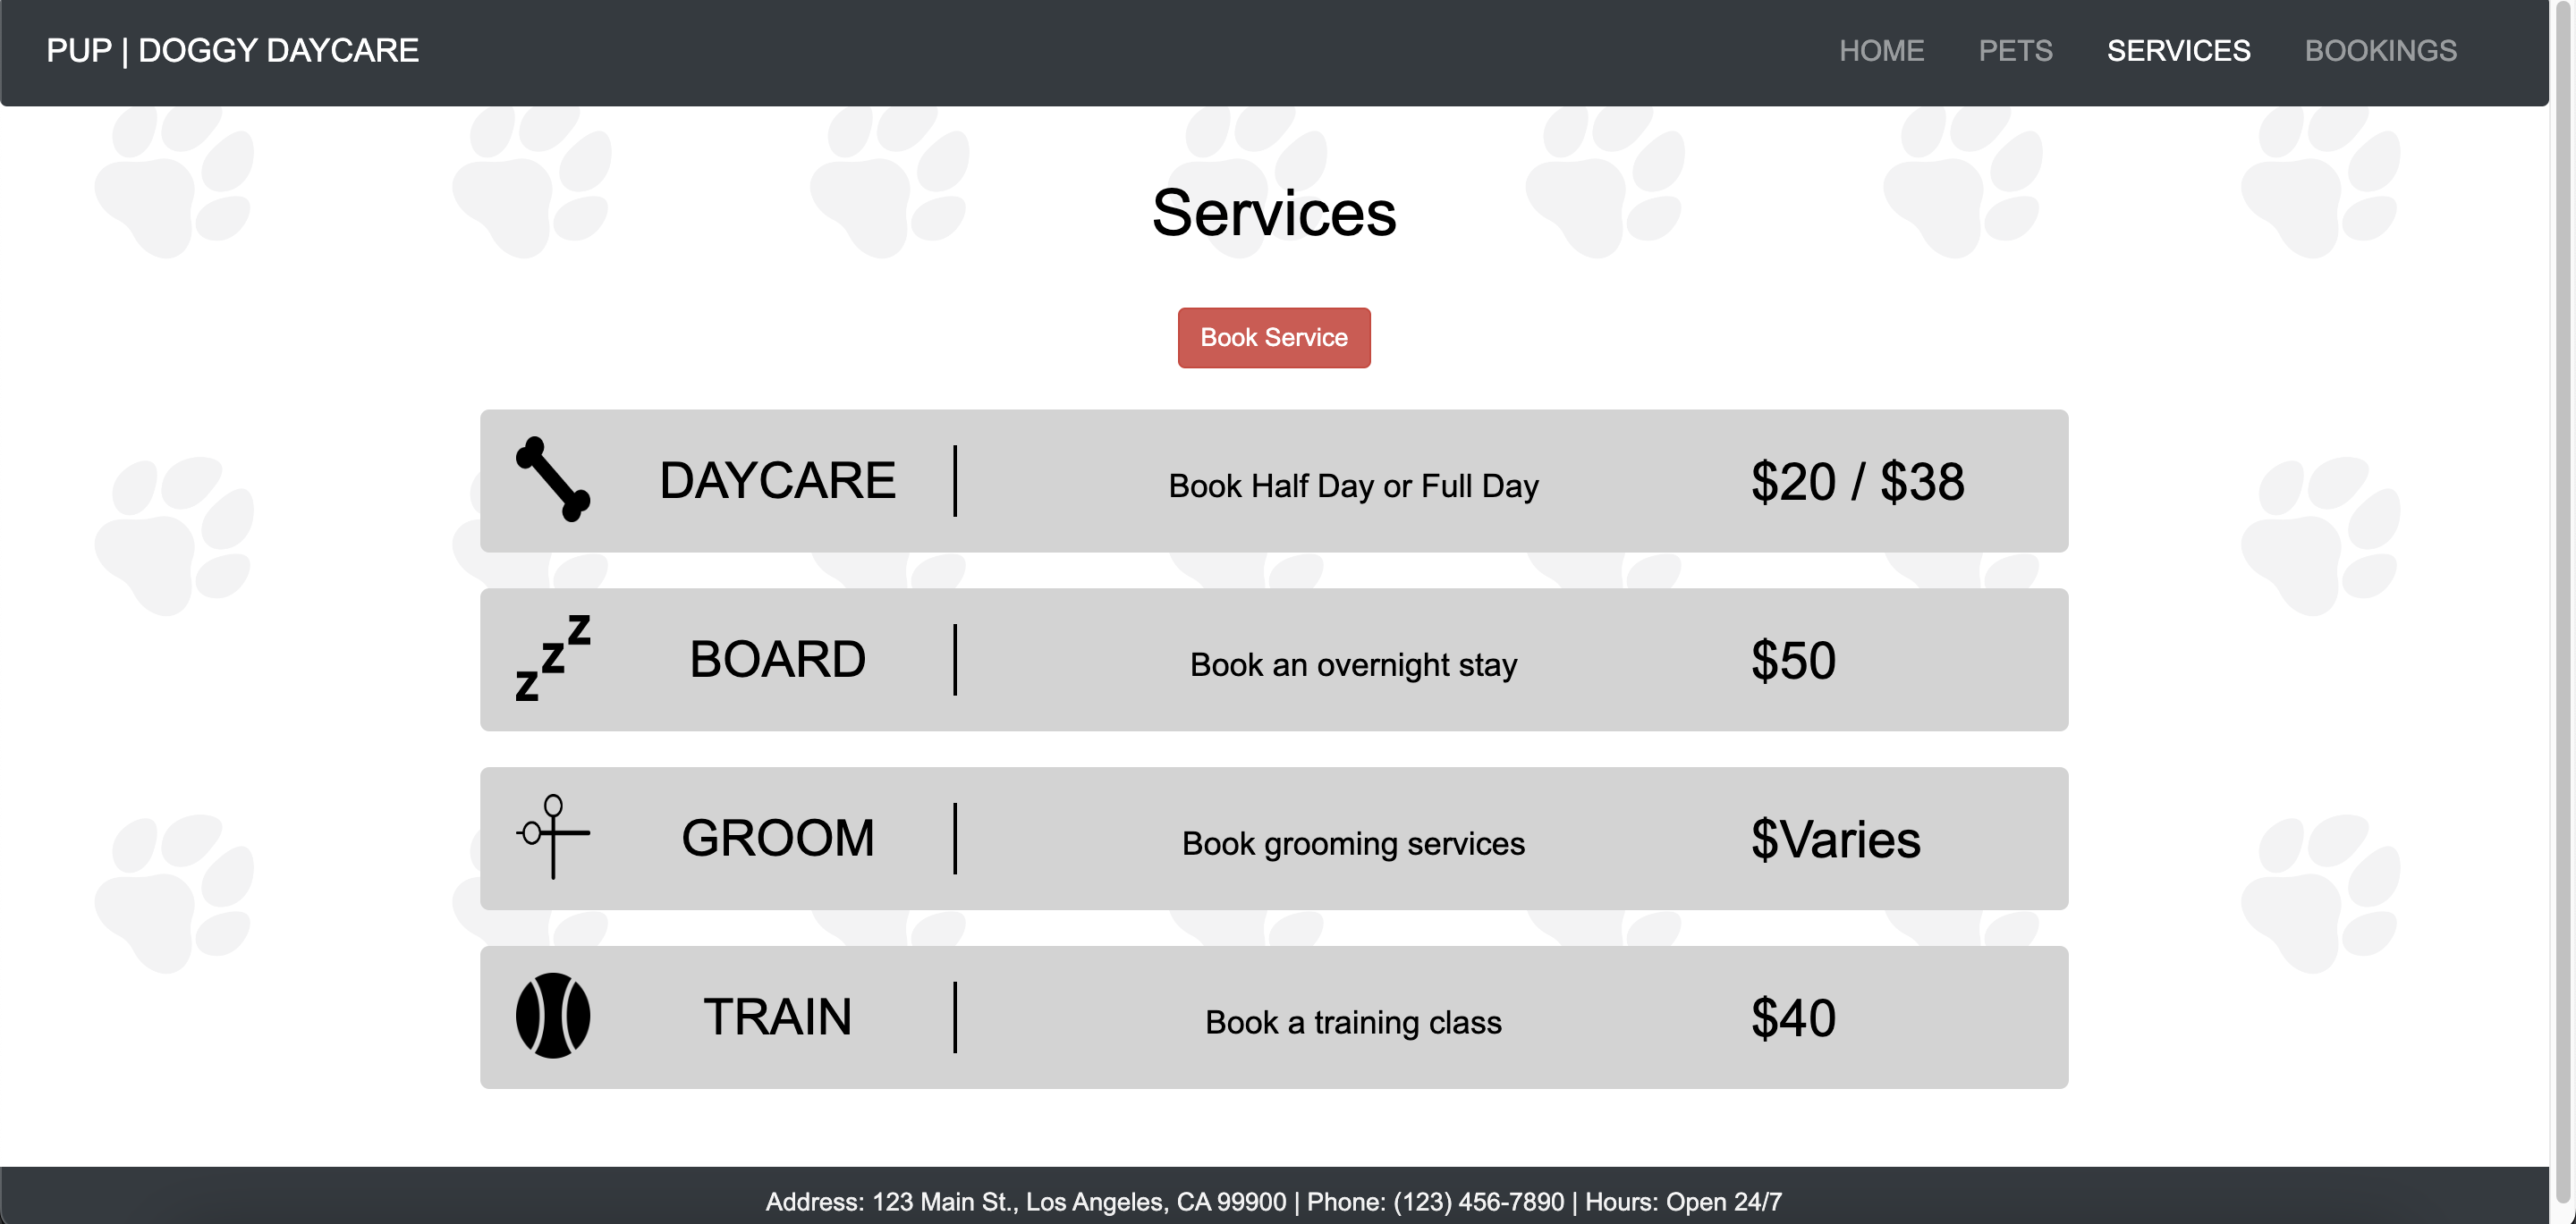 PUP | DOGGY DAYCARE
HOME PETS SERVICES BOOKINGS
Services
Book Service
DAYCARE Book Half Day or Full Day $20 / $38
z z z
BOARD Book an overnight stay $50
GROOM Book grooming services $Varies
TRAIN Book a training class $40
Address: 123 Main St., Los Angeles, CA 99900 | Phone: (123) 456-7890 | Hours: Open 24/7